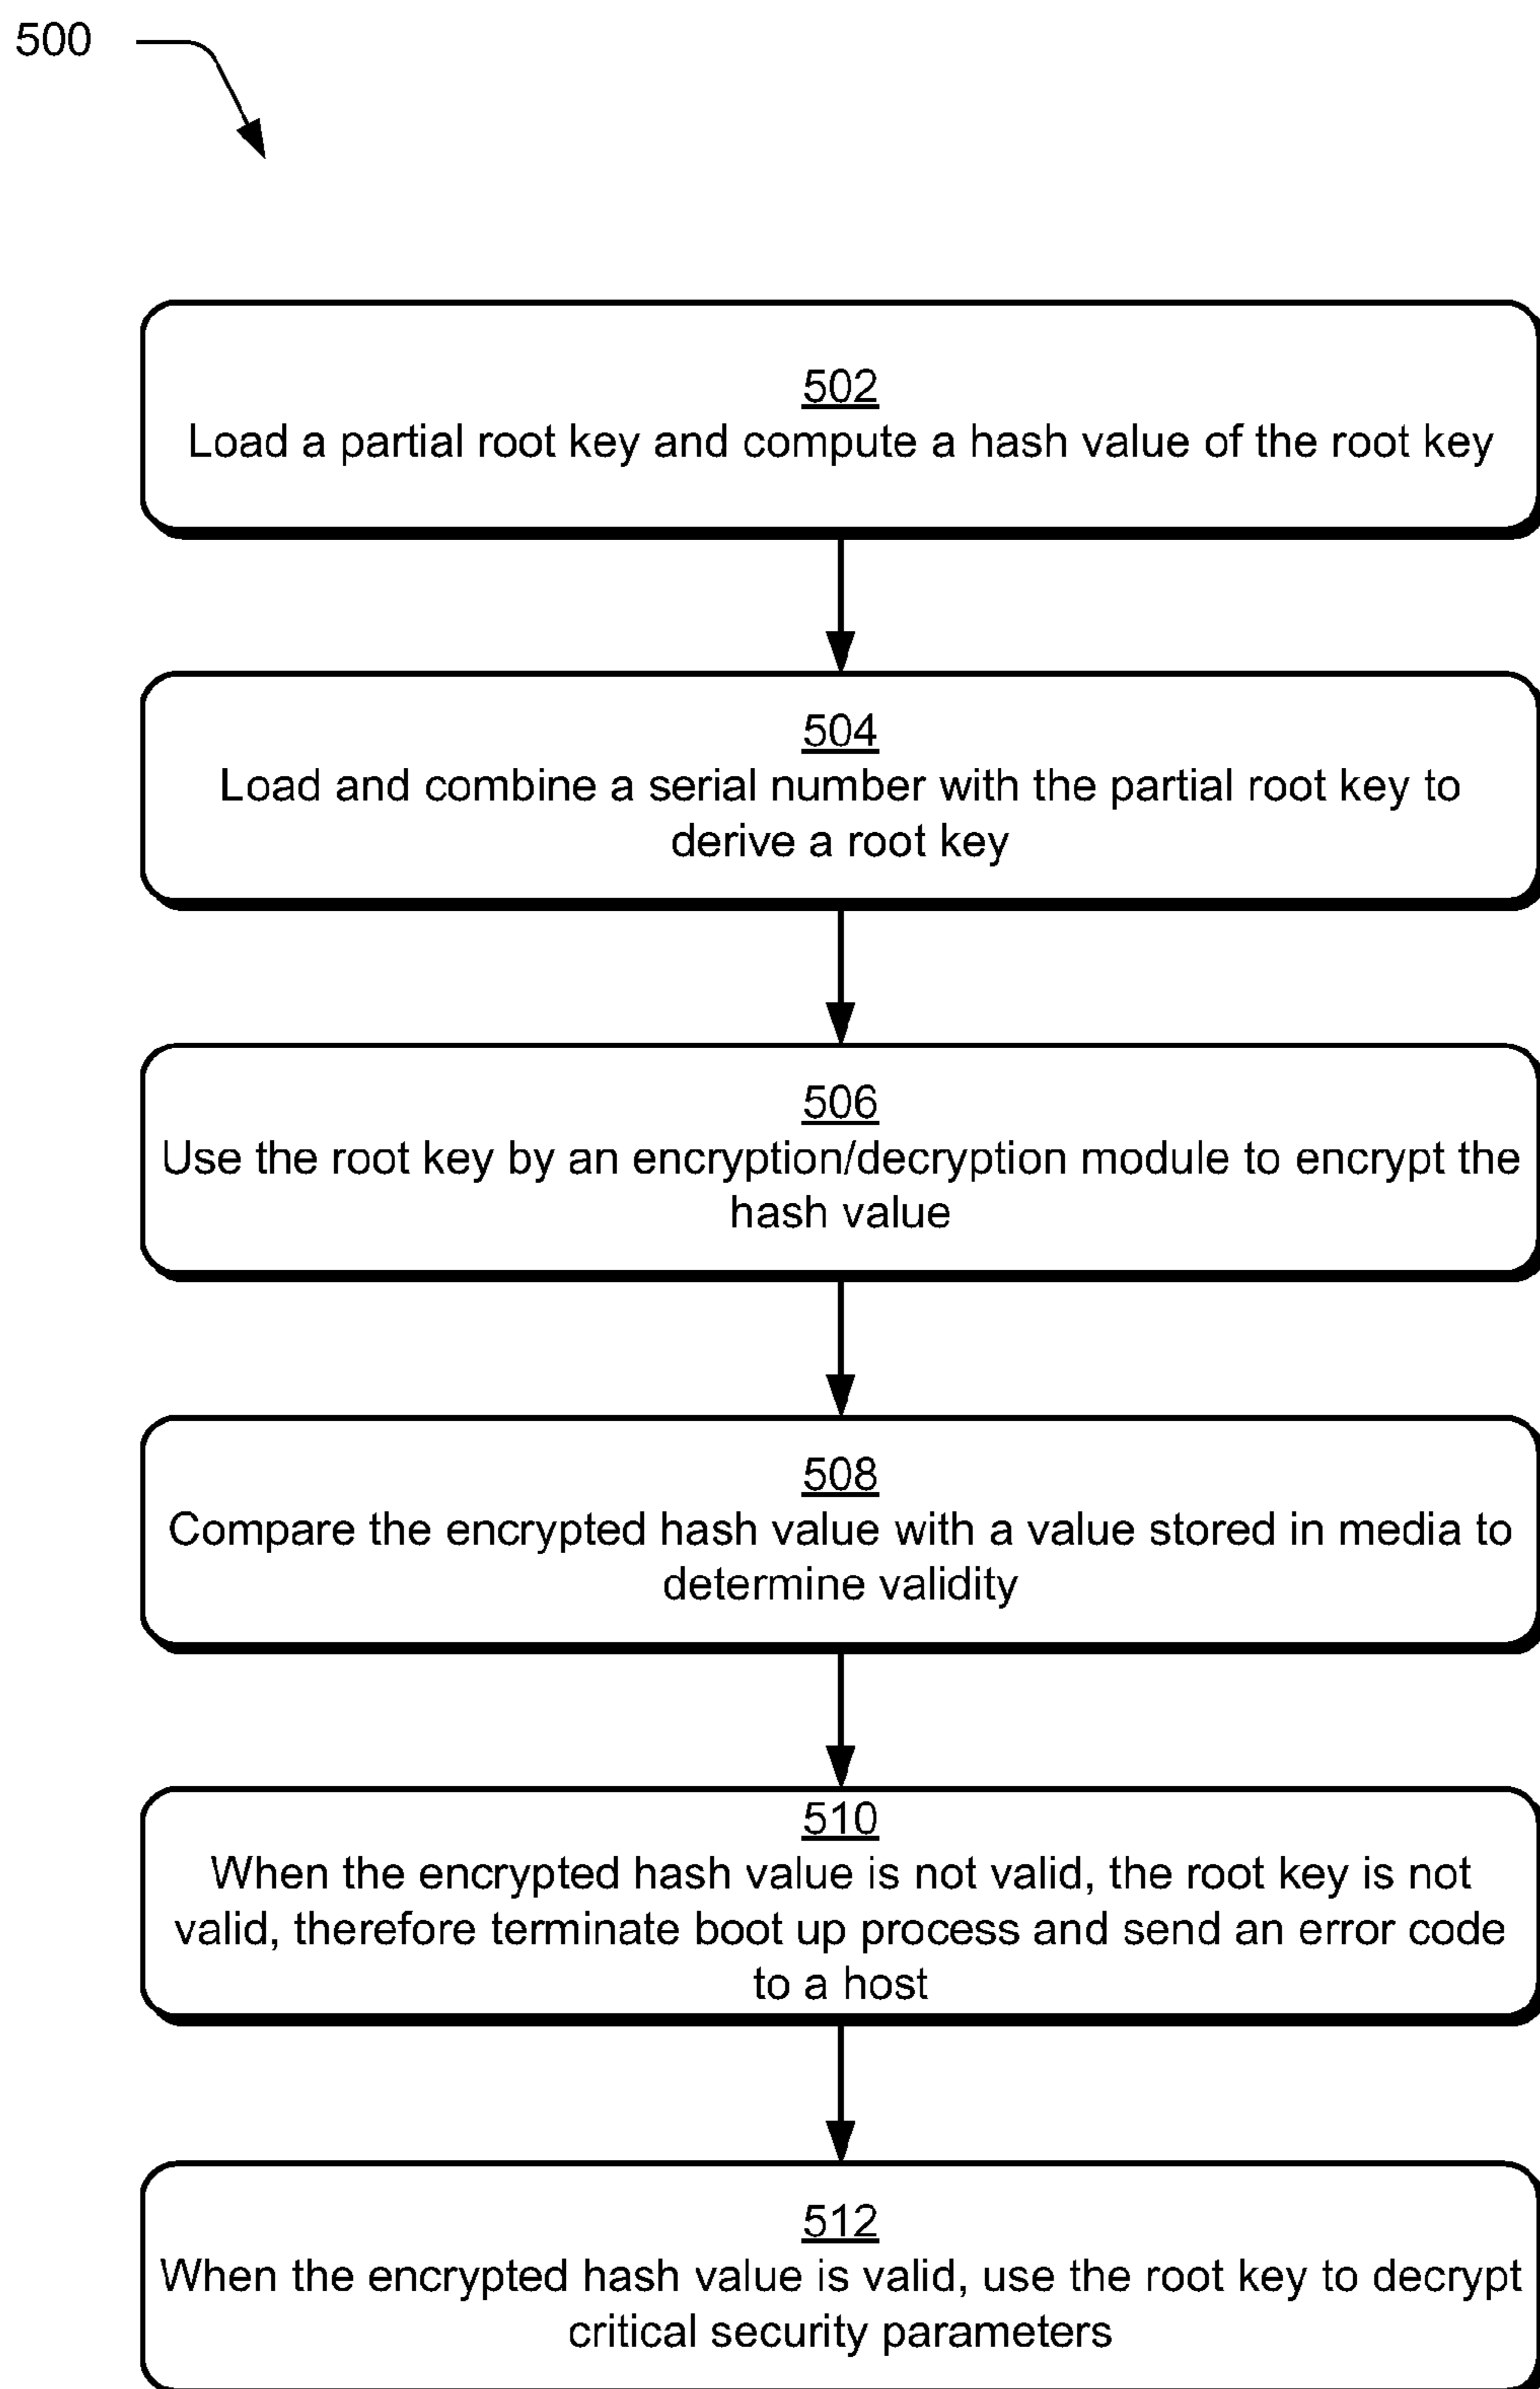 500
502
Load a partial root key and compute a hash value of the root key
504
Load and combine a serial number with the partial root key to
derive a root key
506
Use the root key by an encryption/decryption module to encrypt the
hash value
508
Compare the encrypted hash value with a value stored in media to
determine validity
510
When the encrypted hash value is not valid, the root key is not
valid, therefore terminate boot up process and send an error code
to a host
512
When the encrypted hash value is valid, use the root key to decrypt
critical security parameters